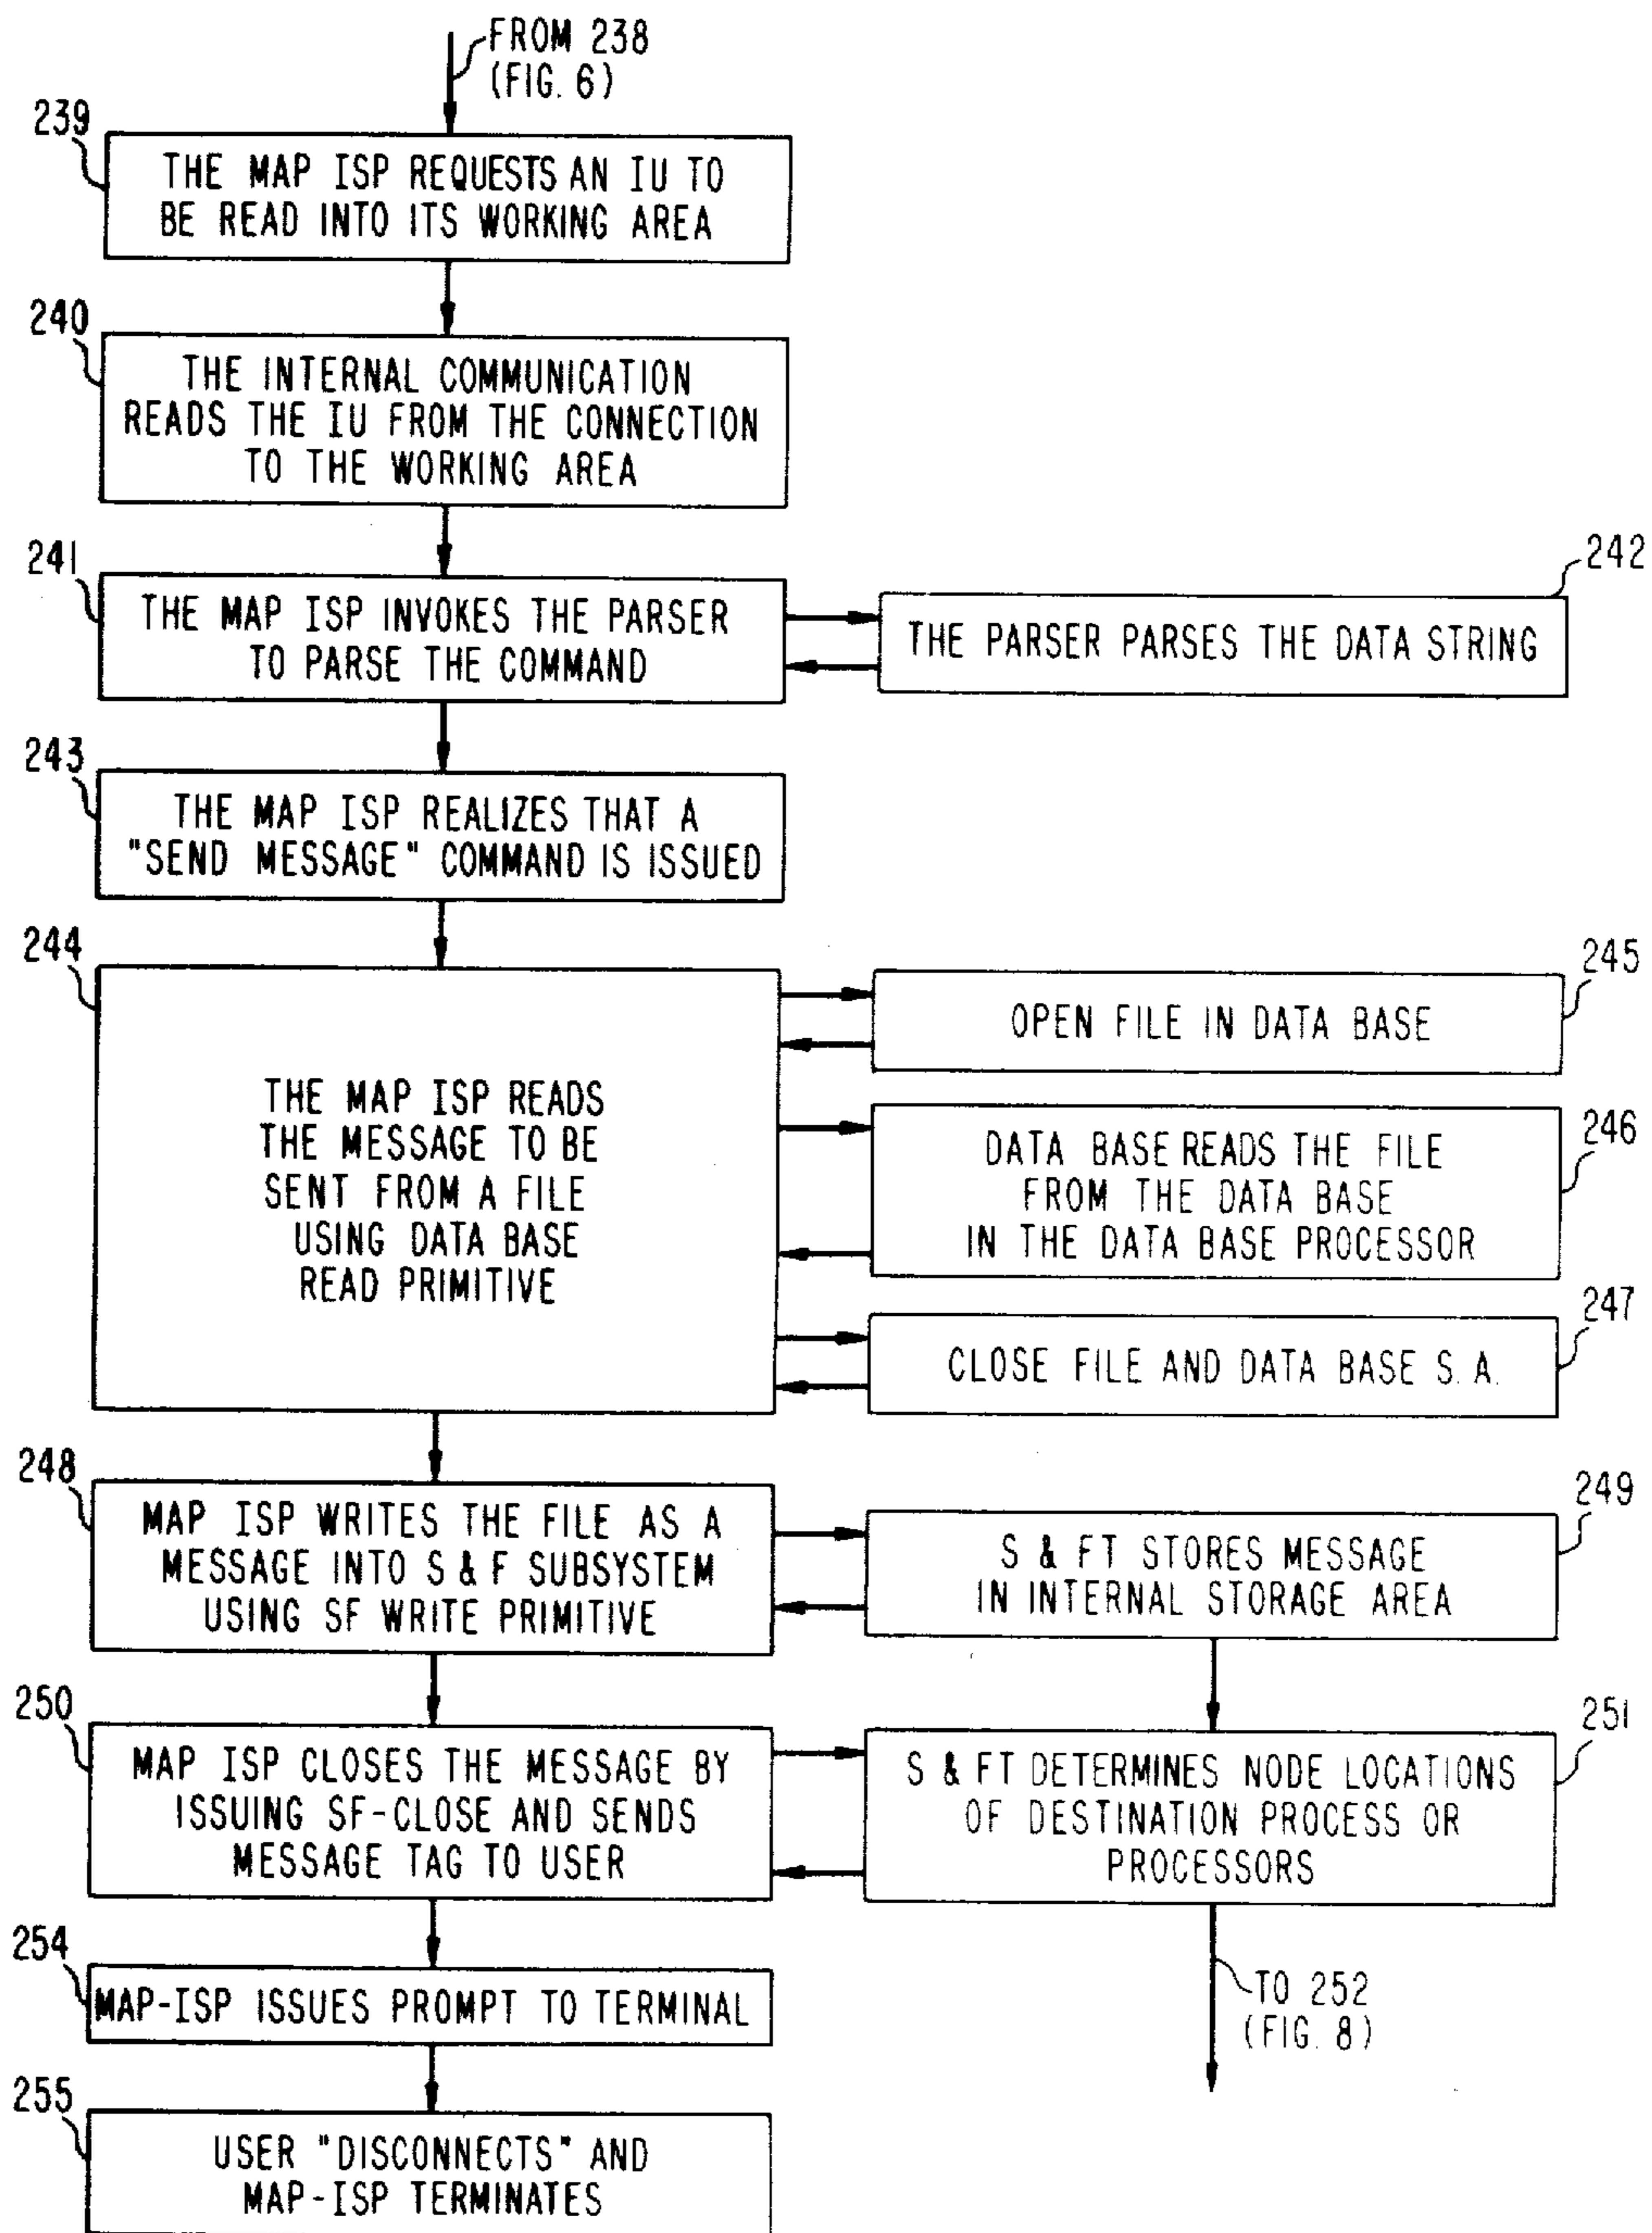 FROM 238
(FIG. 6)
239
THE MAP ISP REQUESTS AN IU TO
BE READ INTO ITS WORKING AREA
240
THE INTERNAL COMMUNICATION
READS THE IU FROM THE CONNECTION
TO THE WORKING AREA
241
THE MAP ISP INVOKES THE PARSER
TO PARSE THE COMMAND
242
THE PARSER PARSES THE DATA STRING
243
THE MAP ISP REALIZES THAT A
"SEND MESSAGE" COMMAND IS ISSUED
244
THE MAP ISP READS
THE MESSAGE TO BE
SENT FROM A FILE
USING DATA BASE
READ PRIMITIVE
245
OPEN FILE IN DATA BASE
246
DATA BASE READS THE FILE
FROM THE DATA BASE
IN THE DATA BASE PROCESSOR
247
CLOSE FILE AND DATA BASE S. A.
248
MAP ISP WRITES THE FILE AS A
MESSAGE INTO S & F SUBSYSTEM
USING SF WRITE PRIMITIVE
249
S & FT STORES MESSAGE
IN INTERNAL STORAGE AREA
250
MAP ISP CLOSES THE MESSAGE BY
ISSUING SF-CLOSE AND SENDS
MESSAGE TAG TO USER
251
S & FT DETERMINES NODE LOCATIONS
OF DESTINATION PROCESS OR
PROCESSORS
254
MAP-ISP ISSUES PROMPT TO TERMINAL
TO 252
(FIG. 8)
255
USER "DISCONNECTS" AND
MAP-ISP TERMINATES